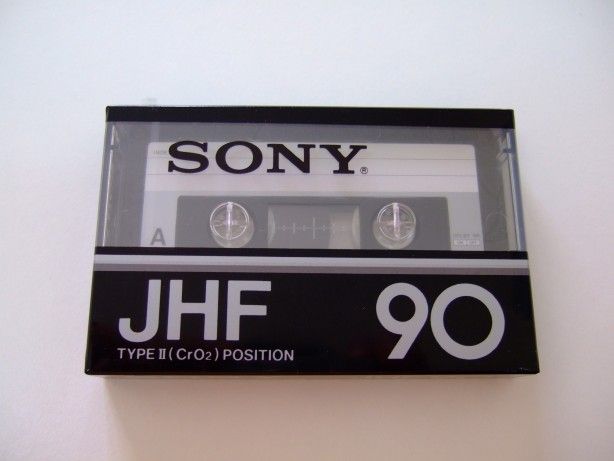 SONY®
A
JHF 90
TYPE II (CrO2) POSITION